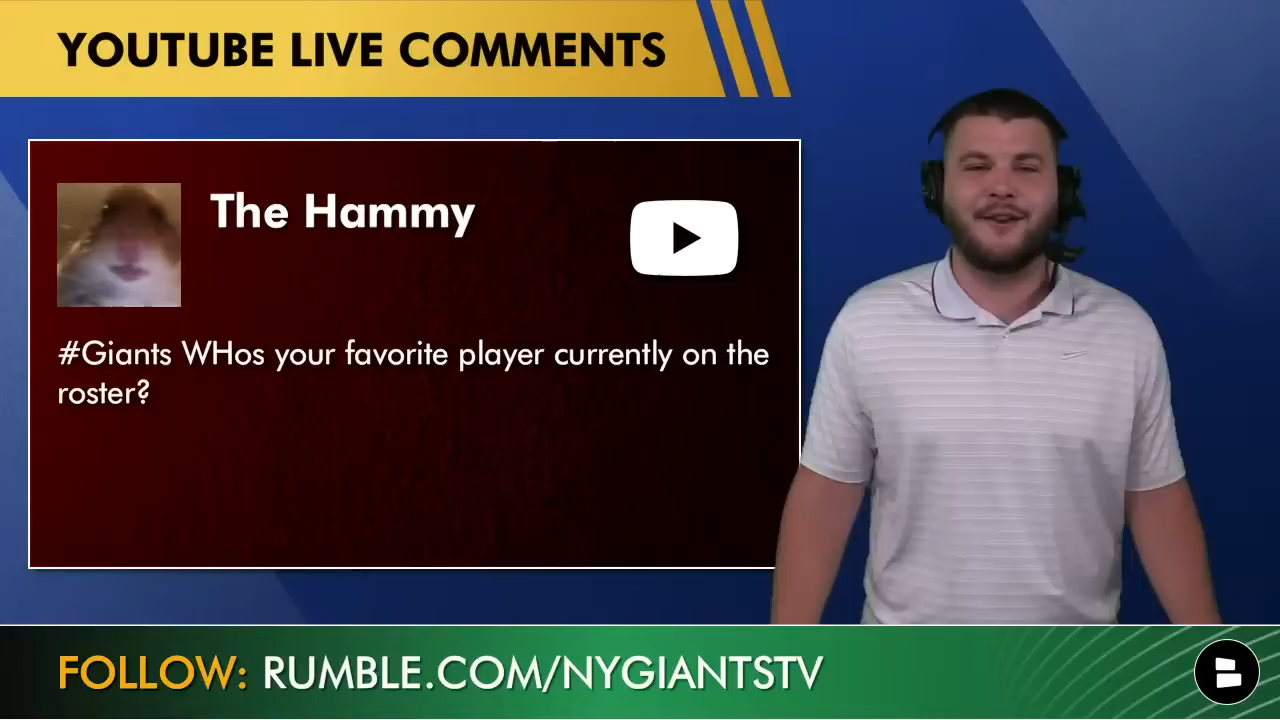 YOUTUBE LIVE COMMENTS
The Hammy
#Giants WHos your favorite player currently on the
roster?
FOLLOW: RUMBLE.COM/NYGIANTSTV